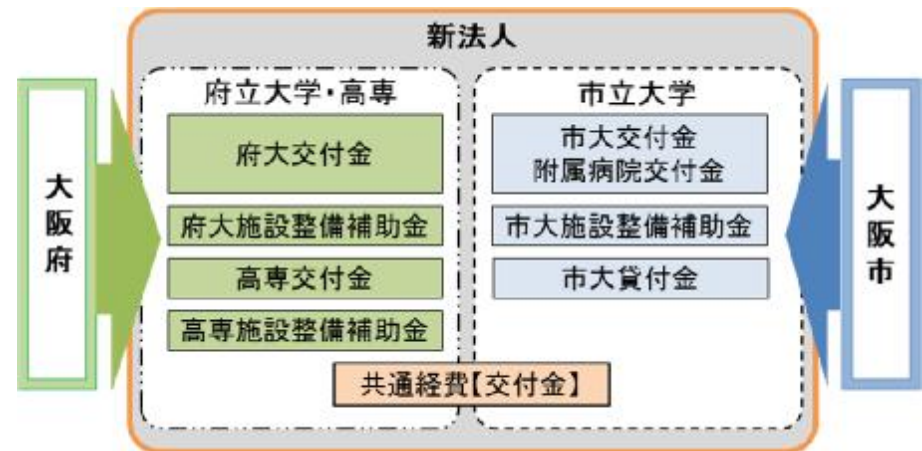 新法人
大阪府
府立大学・高専
府大交付金
府大施設整備補助金
高専交付金
高専施設整備補助金
市立大学
市大交付金
附属病院交付金
市大施設整備補助金
市大貸付金
共通経費【交付金】
大阪市